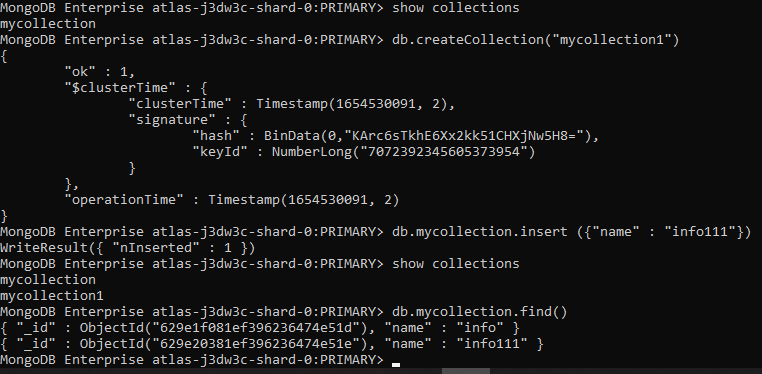 MongoDB Enterprise atlas-j3dw3c-shard-0:PRIMARY> show collections
mycollection
MongoDB Enterprise atlas-j3dw3c-shard-0:PRIMARY> db.createCollection("mycollection1")
{
        "ok" : 1,
        "$clusterTime" : {
                "clusterTime" : Timestamp(1654530091, 2),
                "signature" : {
                        "hash" : BinData(0,"KArc6sTkhE6Xx2kk51CHXjNw5H8="),
                        "keyId" : NumberLong("7072392345605373954")
                }
        },
        "operationTime" : Timestamp(1654530091, 2)
}
MongoDB Enterprise atlas-j3dw3c-shard-0:PRIMARY> db.mycollection.insert ({"name" : "info111"})
WriteResult({ "nInserted" : 1 })
MongoDB Enterprise atlas-j3dw3c-shard-0:PRIMARY> show collections
mycollection
mycollection1
MongoDB Enterprise atlas-j3dw3c-shard-0:PRIMARY> db.mycollection.find()
{ "_id" : ObjectId("629e1f081ef396236474e51d"), "name" : "info" }
{ "_id" : ObjectId("629e20381ef396236474e51e"), "name" : "info111" }
MongoDB Enterprise atlas-j3dw3c-shard-0:PRIMARY>